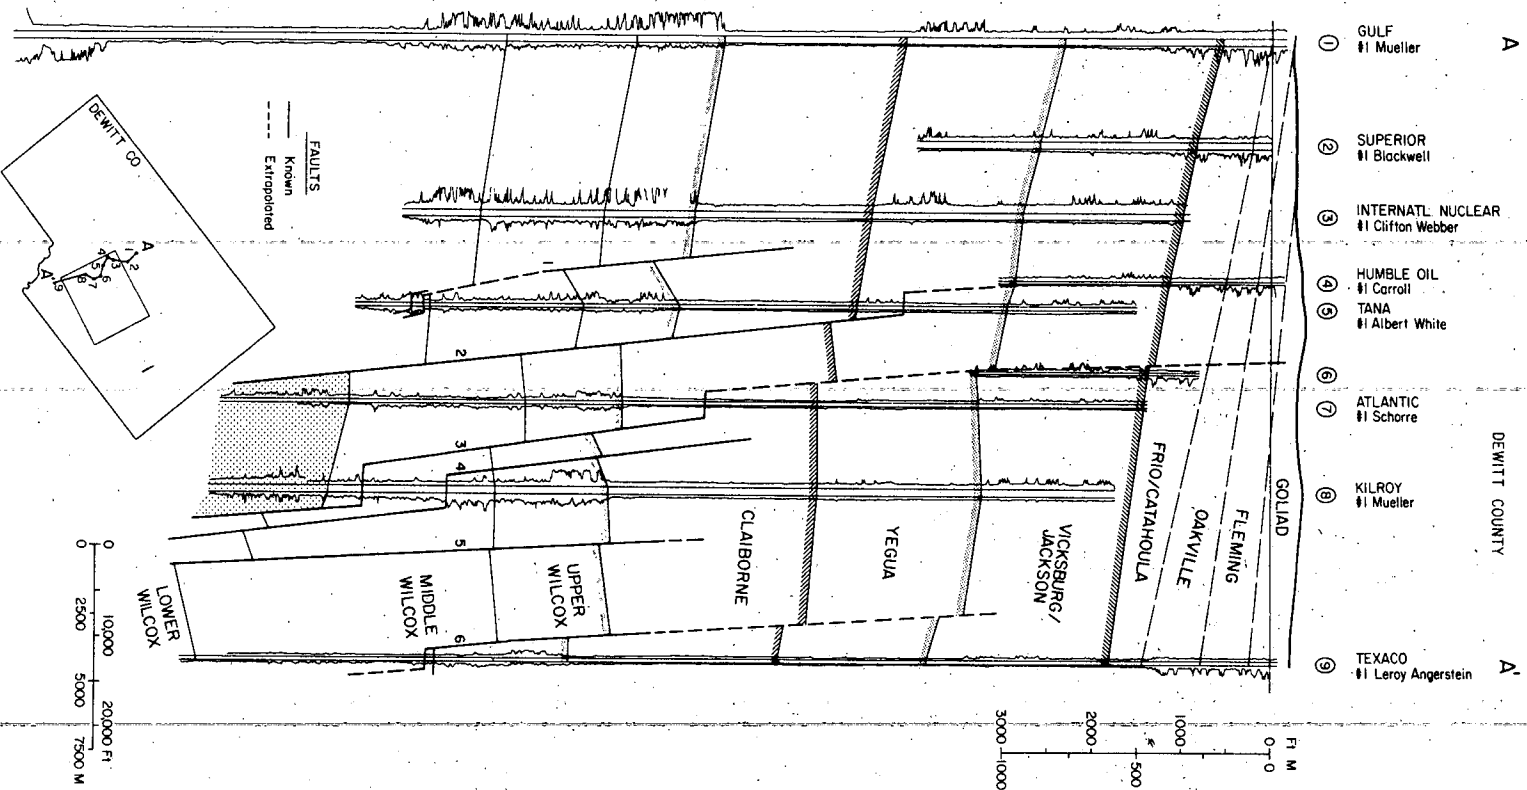 A
A'
DEWITT COUNTY
①
GULF
#1 Mueller
②
SUPERIOR
#1 Blackwell
③
INTERNATL. NUCLEAR
#1 Clifton Webber
④
HUMBLE OIL
#1 Carroll
⑤
TANA
#1 Albert White
⑥
⑦
ATLANTIC
#1 Schorre
⑧
KILROY
#1 Mueller
⑨
TEXACO
#1 Leroy Angerstein
GOLIAD
FLEMING
OAKVILLE
FRIO/CATAHOULA
VICKSBURG/
JACKSON
YEGUA
CLAIBORNE
UPPER
WILCOX
MIDDLE
WILCOX
LOWER
WILCOX
1
2
3
4
5
6
FAULTS
Known
Extrapolated
DEWITT CO
A
1
2
3
4
5
6
7
8
9
A'
Ft M
0 0
1000
2000 500
3000 1000
0 10,000 20,000 Ft
0 2500 5000 7500 M